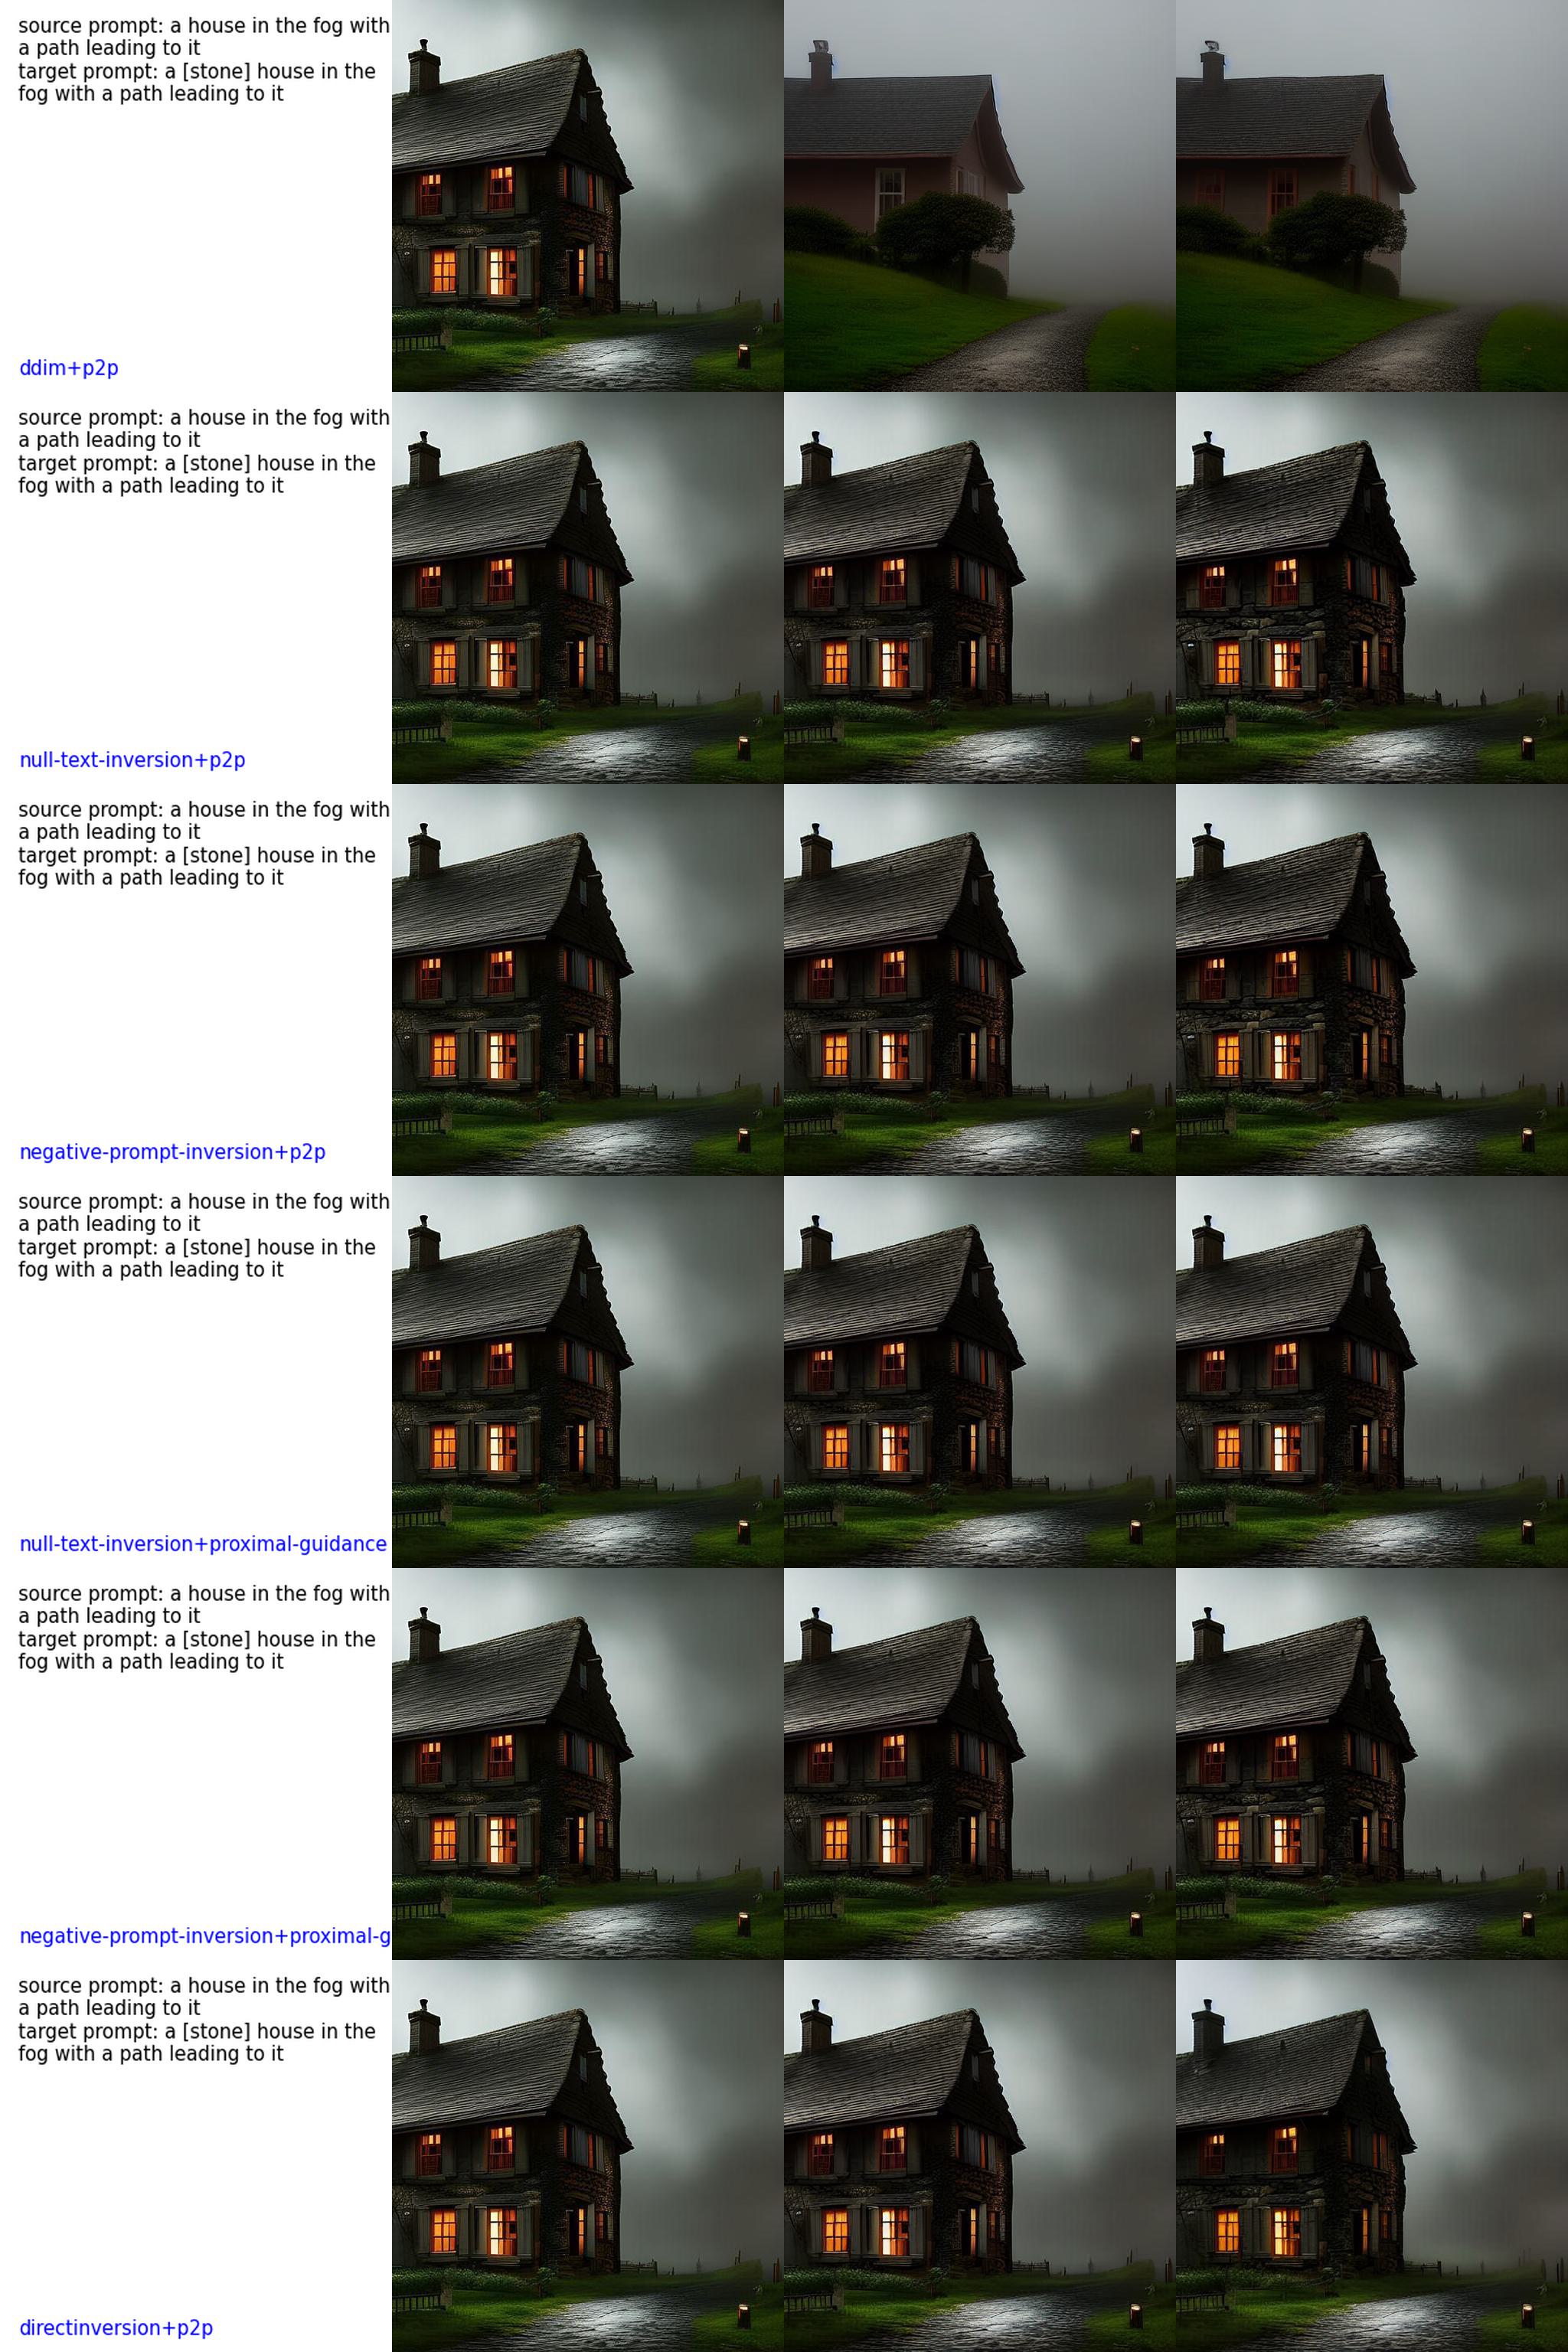 source prompt: a house in the fog with
a path leading to it
target prompt: a [stone] house in the
fog with a path leading to it
ddim+p2p
source prompt: a house in the fog with
a path leading to it
target prompt: a [stone] house in the
fog with a path leading to it
null-text-inversion+p2p
source prompt: a house in the fog with
a path leading to it
target prompt: a [stone] house in the
fog with a path leading to it
negative-prompt-inversion+p2p
source prompt: a house in the fog with
a path leading to it
target prompt: a [stone] house in the
fog with a path leading to it
null-text-inversion+proximal-guidance
source prompt: a house in the fog with
a path leading to it
target prompt: a [stone] house in the
fog with a path leading to it
negative-prompt-inversion+proximal-g
source prompt: a house in the fog with
a path leading to it
target prompt: a [stone] house in the
fog with a path leading to it
directinversion+p2p